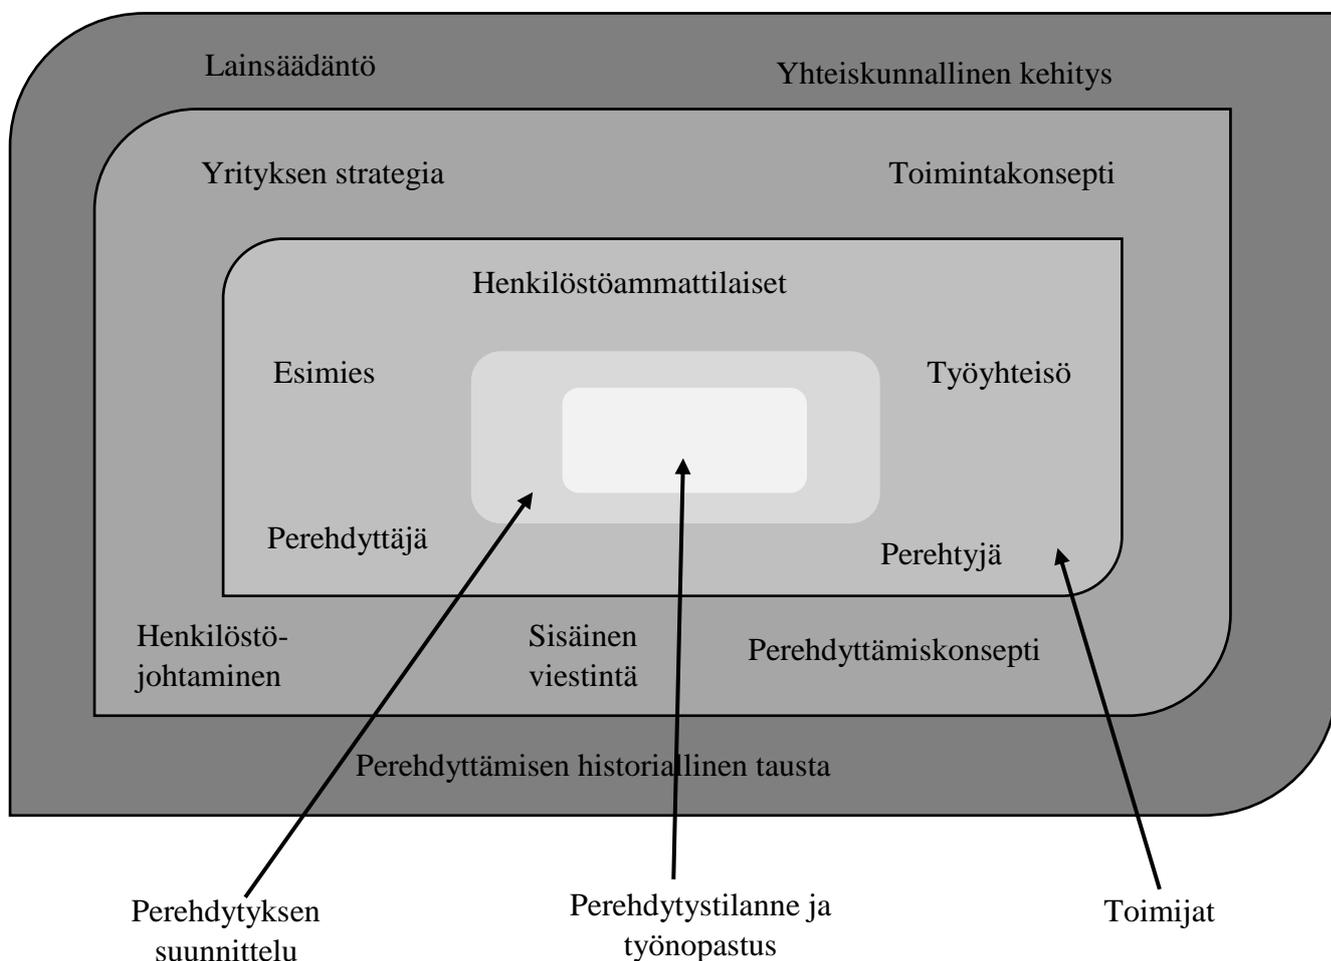 Lainsäädäntö
Yhteiskunnallinen kehitys
Yrityksen strategia
Toimintakonsepti
Henkilöstöammattilaiset
Esimies
Työyhteisö
Perehdyttäjä
Perehtyjä
Henkilöstö-
johtaminen
Sisäinen
viestintä
Perehdyttämiskonsepti
Perehdyttämisen historiallinen tausta
Perehdytyksen
suunnittelu
Perehdytystilanne ja
työnopastus
Toimijat